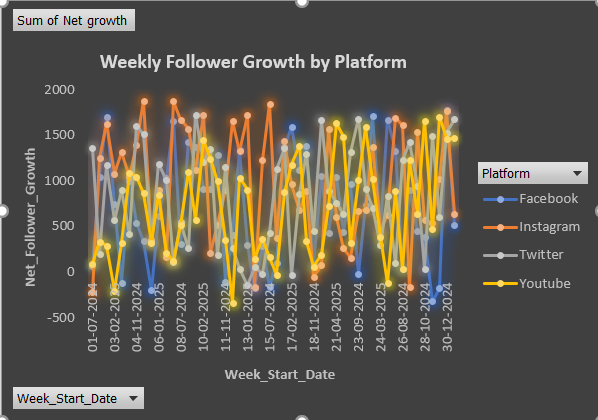 Sum of Net growth
Weekly Follower Growth by Platform
2000
1500
1000
500
0
-500
Net_Follower_Growth
01-07-2024
03-02-2025
04-11-2024
06-10-2025
08-07-2024
10-02-2025
11-11-2024
13-01-2025
15-07-2024
17-02-2025
18-11-2024
21-04-2025
23-09-2024
24-03-2025
26-08-2024
28-10-2024
30-12-2024
Week_Start_Date
Platform
Facebook
Instagram
Twitter
Youtube
Week_Start_Date